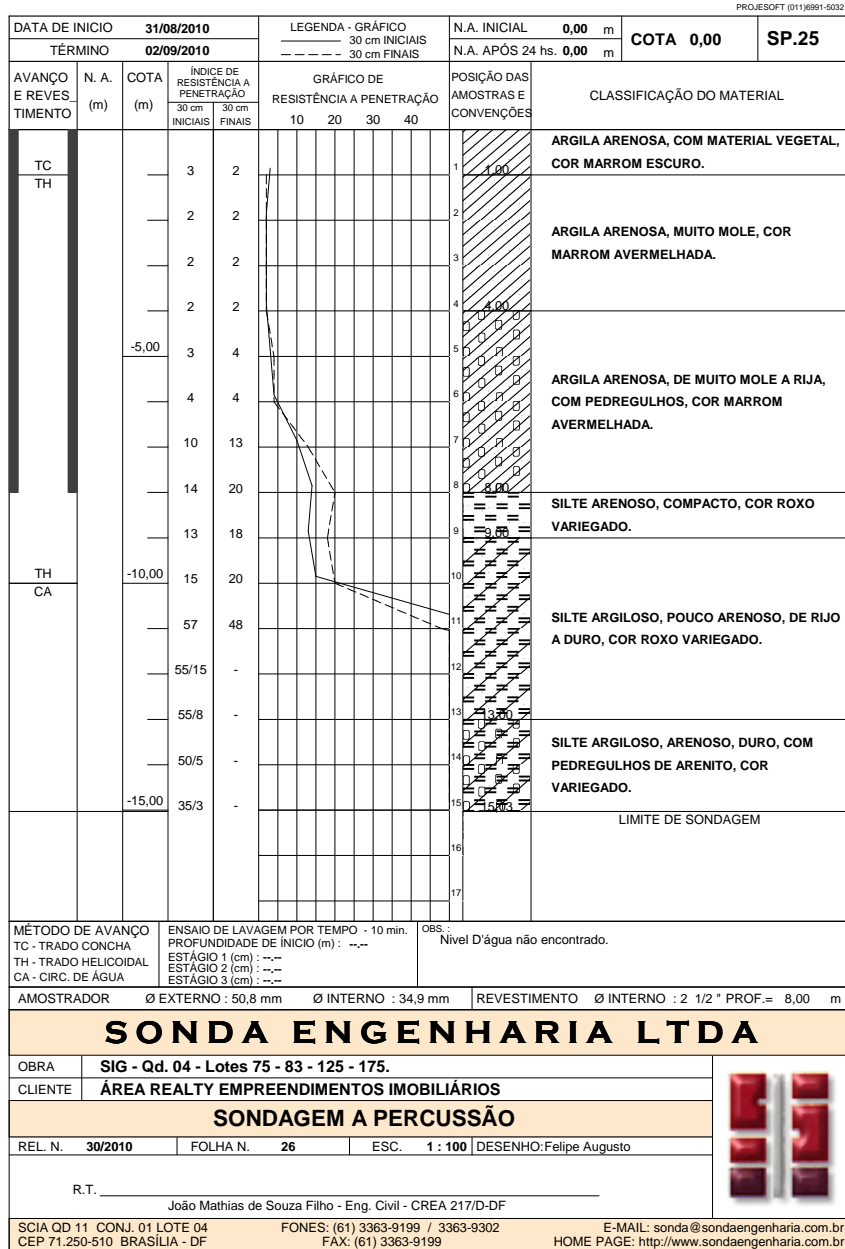 PROJESOFT (011)6991-5032
DATA DE INICIO 31/08/2010
TÉRMINO 02/09/2010
LEGENDA - GRÁFICO
30 cm INICIAIS
30 cm FINAIS
N.A. INICIAL 0,00 m
N.A. APÓS 24 hs. 0,00 m
COTA 0,00
SP.25
AVANÇO E REVES_ TIMENTO
N. A. (m)
COTA (m)
ÍNDICE DE RESISTÊNCIA A PENETRAÇÃO
30 cm INICIAIS
30 cm FINAIS
GRÁFICO DE RESISTÊNCIA A PENETRAÇÃO
10 20 30 40
POSIÇÃO DAS AMOSTRAS E CONVENÇÕES
CLASSIFICAÇÃO DO MATERIAL
ARGILA ARENOSA, COM MATERIAL VEGETAL,
COR MARROM ESCURO.
TC
TH
3 2 1 1,00
2 2 2
ARGILA ARENOSA, MUITO MOLE, COR
MARROM AVERMELHADA.
2 2 3
2 2 4 4,00
-5,00 3 4 5
ARGILA ARENOSA, DE MUITO MOLE A RIJA,
COM PEDREGULHOS, COR MARROM
AVERMELHADA.
4 4 6
10 13 7
14 20 8 8,00
SILTE ARENOSO, COMPACTO, COR ROXO
VARIEGADO.
13 18 9 9,00
TH
CA
-10,00 15 20 10
57 48 11
SILTE ARGILOSO, POUCO ARENOSO, DE RIJO
A DURO, COR ROXO VARIEGADO.
55/15 - 12
55/8 - 13 13,00
SILTE ARGILOSO, ARENOSO, DURO, COM
PEDREGULHOS DE ARENITO, COR
VARIEGADO.
50/5 - 14
-15,00 35/3 - 15 15,03
LIMITE DE SONDAGEM
16
17
MÉTODO DE AVANÇO
TC - TRADO CONCHA
TH - TRADO HELICOIDAL
CA - CIRC. DE ÁGUA
ENSAIO DE LAVAGEM POR TEMPO - 10 min.
PROFUNDIDADE DE ÍNICIO (m) : --.--
ESTÁGIO 1 (cm) : --.--
ESTÁGIO 2 (cm) : --.--
ESTÁGIO 3 (cm) : --.--
OBS. :
Nivel D'água não encontrado.
AMOSTRADOR Ø EXTERNO : 50,8 mm Ø INTERNO : 34,9 mm
REVESTIMENTO Ø INTERNO : 2 1/2 " PROF.= 8,00 m
SONDA ENGENHARIA LTDA
OBRA SIG - Qd. 04 - Lotes 75 - 83 - 125 - 175.
CLIENTE ÁREA REALTY EMPREENDIMENTOS IMOBILIÁRIOS
SONDAGEM A PERCUSSÃO
REL. N. 30/2010 FOLHA N. 26 ESC. 1 : 100 DESENHO:Felipe Augusto
R.T.
João Mathias de Souza Filho - Eng. Civil - CREA 217/D-DF
SCIA QD 11 CONJ. 01 LOTE 04 FONES: (61) 3363-9199 / 3363-9302 E-MAIL: sonda@sondaengenharia.com.br
CEP 71.250-510 BRASÍLIA - DF FAX: (61) 3363-9199 HOME PAGE: http://www.sondaengenharia.com.br